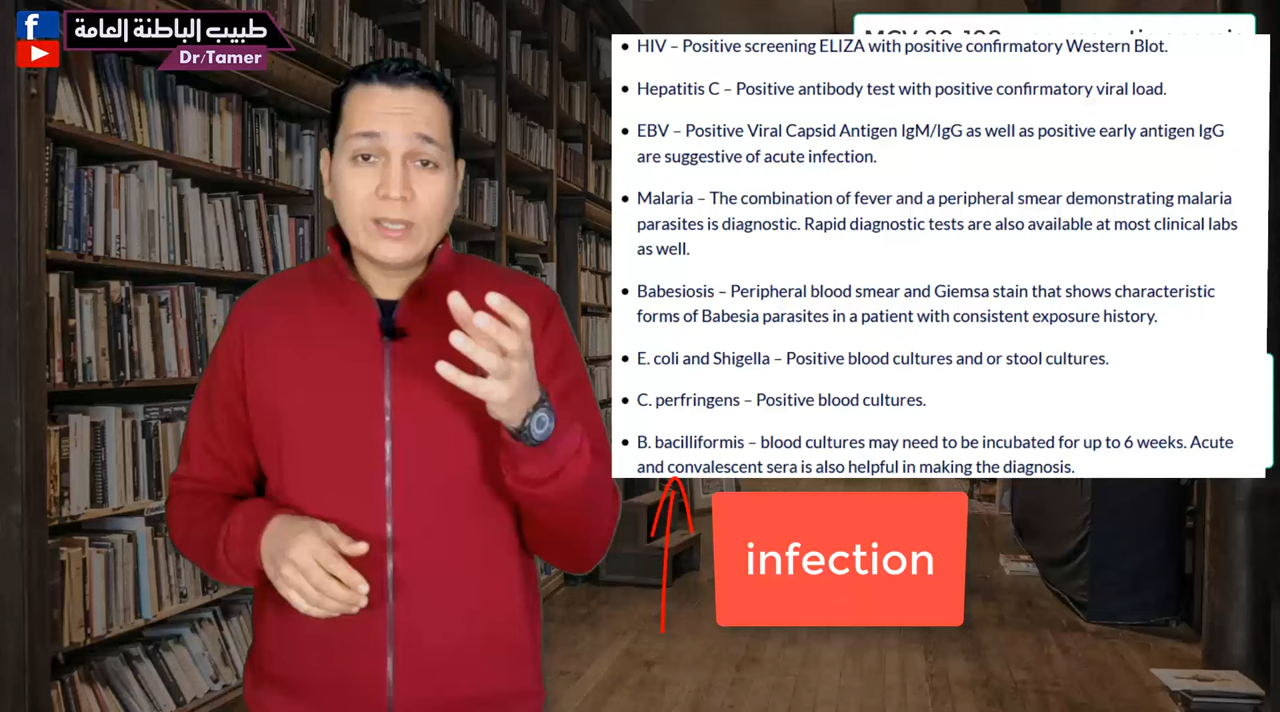 f
طبيب الباطنة العامة
Dr/Tamer
• HIV – Positive screening ELIZA with positive confirmatory Western Blot.
• Hepatitis C – Positive antibody test with positive confirmatory viral load.
• EBV – Positive Viral Capsid Antigen IgM/IgG as well as positive early antigen IgG
are suggestive of acute infection.
• Malaria – The combination of fever and a peripheral smear demonstrating malaria
parasites is diagnostic. Rapid diagnostic tests are also available at most clinical labs
as well.
• Babesiosis – Peripheral blood smear and Giemsa stain that shows characteristic
forms of Babesia parasites in a patient with consistent exposure history.
• E. coli and Shigella – Positive blood cultures and or stool cultures.
• C. perfringens – Positive blood cultures.
• B. bacilliformis – blood cultures may need to be incubated for up to 6 weeks. Acute
and convalescent sera is also helpful in making the diagnosis.
infection